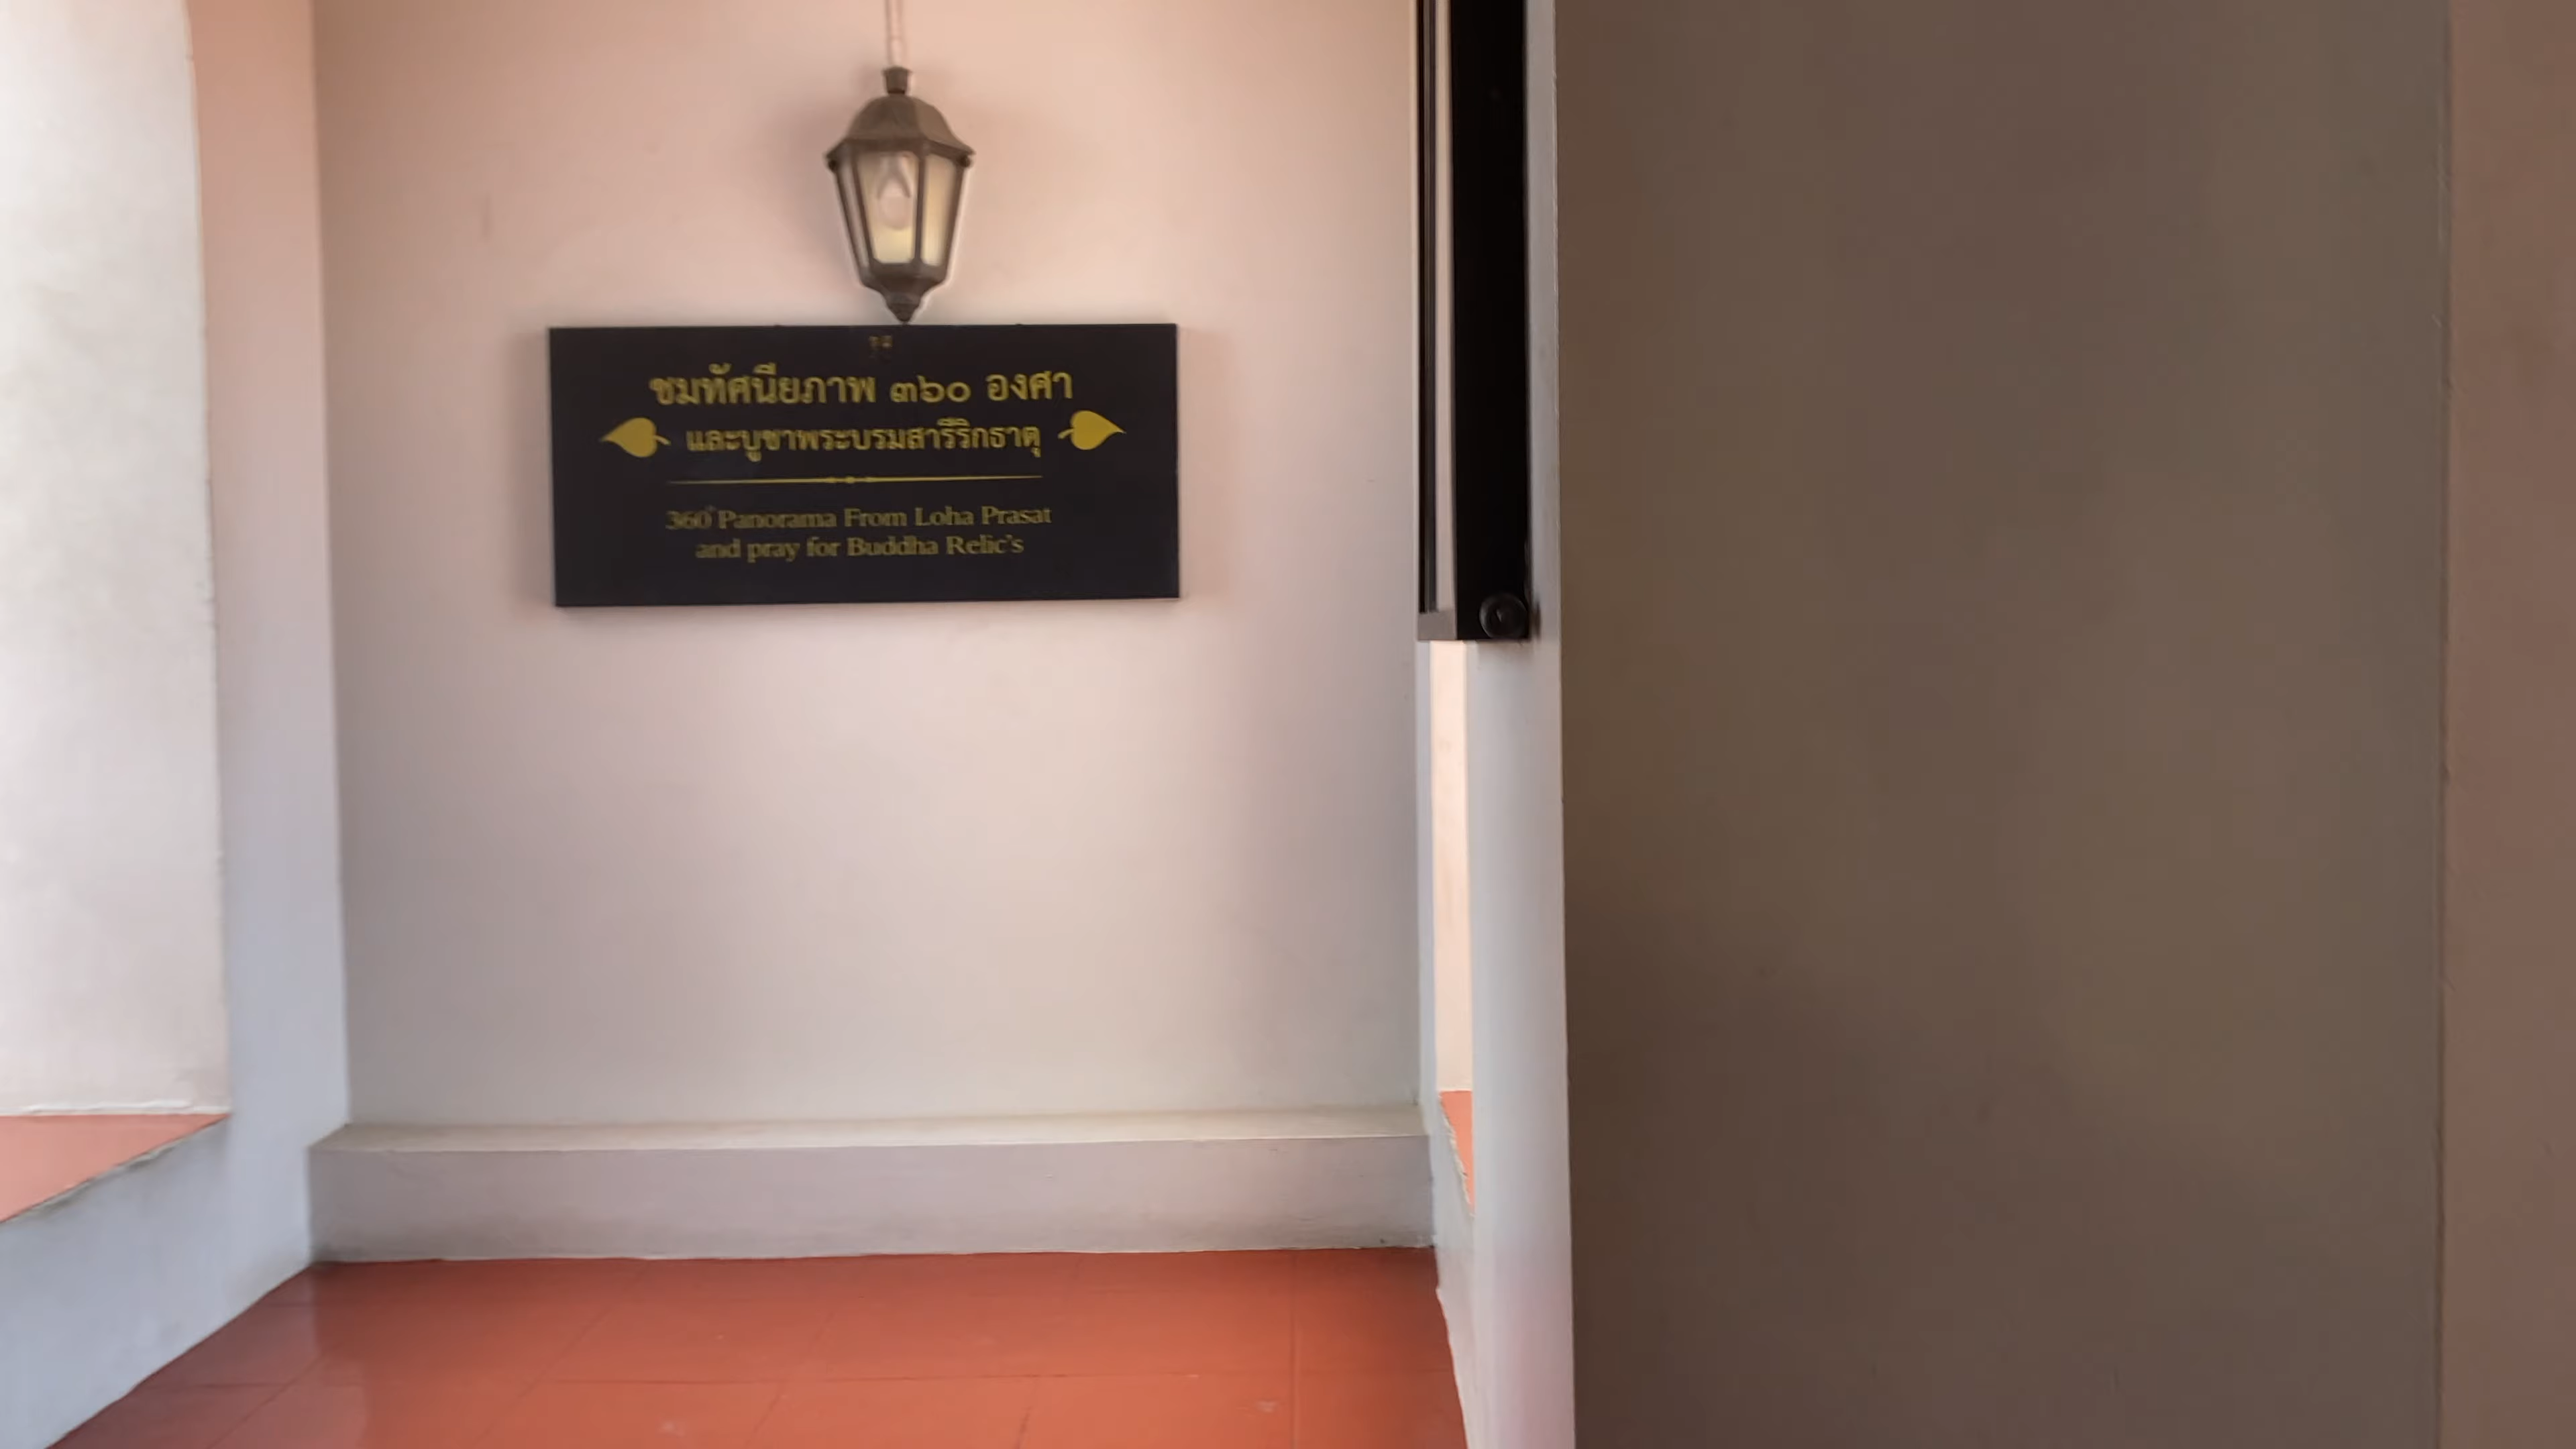 ชมทัศนียภาพ ๓๖๐ องศา
และบูชาพระบรมสารีริกธาตุ
360° Panorama From Loha Prasat
and pray for Buddha Relic's